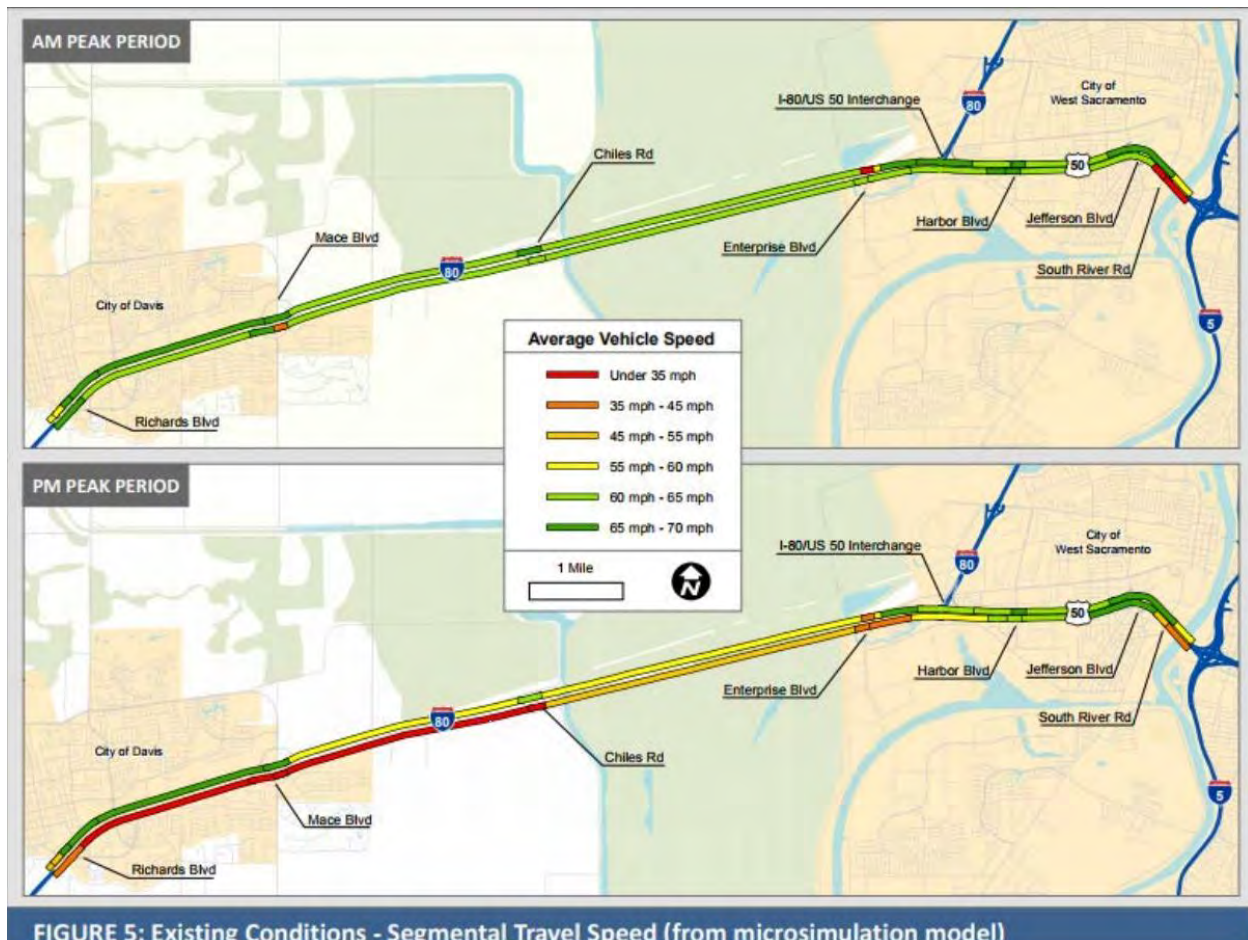 AM PEAK PERIOD
I-80/US 50 Interchange
80
City of
West Sacramento
Chiles Rd
50
Mace Blvd
Enterprise Blvd
Harbor Blvd
Jefferson Blvd
80
South River Rd
City of Davis
5
Richards Blvd
Average Vehicle Speed
Under 35 mph
35 mph - 45 mph
45 mph - 55 mph
55 mph - 60 mph
60 mph - 65 mph
65 mph - 70 mph
1 Mile
N
PM PEAK PERIOD
I-80/US 50 Interchange
80
City of
West Sacramento
50
Enterprise Blvd
Harbor Blvd
Jefferson Blvd
South River Rd
80
City of Davis
Chiles Rd
5
Mace Blvd
Richards Blvd
FIGURE 5: Existing Conditions - Segmental Travel Speed (from microsimulation model)